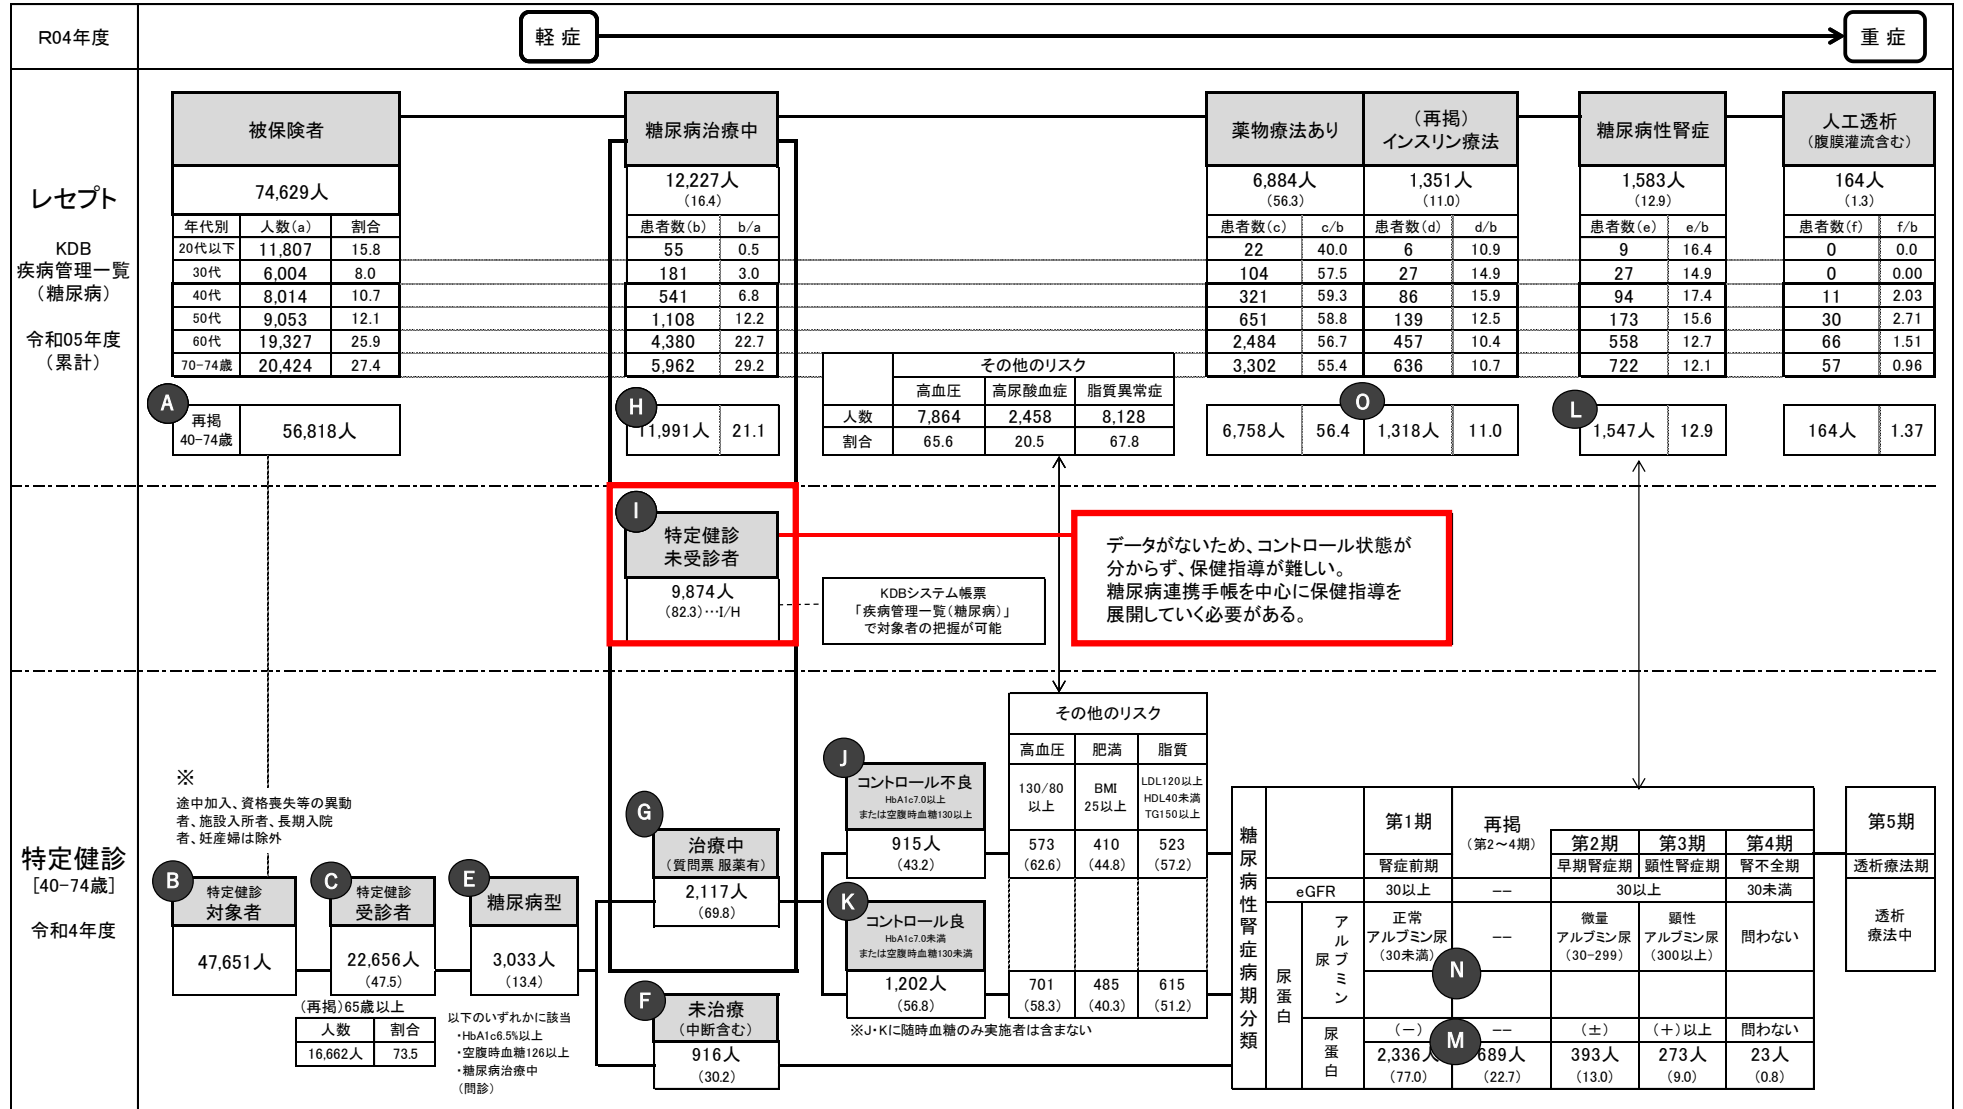 R04年度
軽 症
重 症
レセプト
KDB
疾病管理一覧
（糖尿病）
令和05年度
（累計）
被保険者
74,629人
年代別 人数(a) 割合
20代以下 11,807 15.8
30代 6,004 8.0
40代 8,014 10.7
50代 9,053 12.1
60代 19,327 25.9
70-74歳 20,424 27.4
A
再掲
40-74歳
56,818人
糖尿病治療中
12,227人
(16.4)
患者数(b) b/a
55 0.5
181 3.0
541 6.8
1,108 12.2
4,380 22.7
5,962 29.2
H
11,991人 21.1
その他のリスク
高血圧 高尿酸血症 脂質異常症
人数 7,864 2,458 8,128
割合 65.6 20.5 67.8
薬物療法あり
6,884人
(56.3)
患者数(c) c/b
22 40.0
104 57.5
321 59.3
651 58.8
2,484 56.7
3,302 55.4
6,758人 56.4
（再掲）
インスリン療法
1,351人
(11.0)
患者数(d) d/b
6 10.9
27 14.9
86 15.9
139 12.5
457 10.4
636 10.7
O
1,318人 11.0
糖尿病性腎症
1,583人
(12.9)
患者数(e) e/b
9 16.4
27 14.9
94 17.4
173 15.6
558 12.7
722 12.1
L
1,547人 12.9
人工透析
（腹膜灌流含む）
164人
(1.3)
患者数(f) f/b
0 0.0
0 0.00
11 2.03
30 2.71
66 1.51
57 0.96
164人 1.37
I
特定健診
未受診者
9,874人
(82.3)…I/H
KDBシステム帳票
「疾病管理一覧（糖尿病）」
で対象者の把握が可能
データがないため、コントロール状態が
分からず、保健指導が難しい。
糖尿病連携手帳を中心に保健指導を
展開していく必要がある。
特定健診
[40-74歳]
令和4年度
※
途中加入、資格喪失等の異動
者、施設入所者、長期入院
者、妊産婦は除外
B
特定健診
対象者
47,651人
C
特定健診
受診者
22,656人
(47.5)
（再掲）65歳以上
人数 割合
16,662人 73.5
E
糖尿病型
3,033人
(13.4)
以下のいずれかに該当
・HbA1c6.5%以上
・空腹時血糖126以上
・糖尿病治療中
（問診）
G
治療中
（質問票 服薬有）
2,117人
(69.8)
F
未治療
（中断含む）
916人
(30.2)
J
コントロール不良
HbA1c7.0以上
または空腹時血糖130以上
915人
(43.2)
K
コントロール良
HbA1c7.0未満
または空腹時血糖130未満
1,202人
(56.8)
※J・Kに随時血糖のみ実施者は含まない
その他のリスク
高血圧 肥満 脂質
130/80
以上
BMI
25以上
LDL120以上
HDL40未満
TG150以上
573 410 523
(62.6) (44.8) (57.2)
701 485 615
(58.3) (40.3) (51.2)
糖尿病性腎症病期分類
第1期
再掲
（第2～4期）
第2期 第3期 第4期
腎症前期 早期腎症期 顕性腎症期 腎不全期
eGFR 30以上 -- 30以上 30未満
尿蛋白
アルブミン
尿
正常
アルブミン尿
(30未満)
--
微量
アルブミン尿
(30-299)
顕性
アルブミン尿
(300以上)
問わない
N
尿蛋白
(－) -- (±) (＋)以上 問わない
M
2,336人 689人 393人 273人 23人
(77.0) (22.7) (13.0) (9.0) (0.8)
第5期
透析療法期
透析
療法中